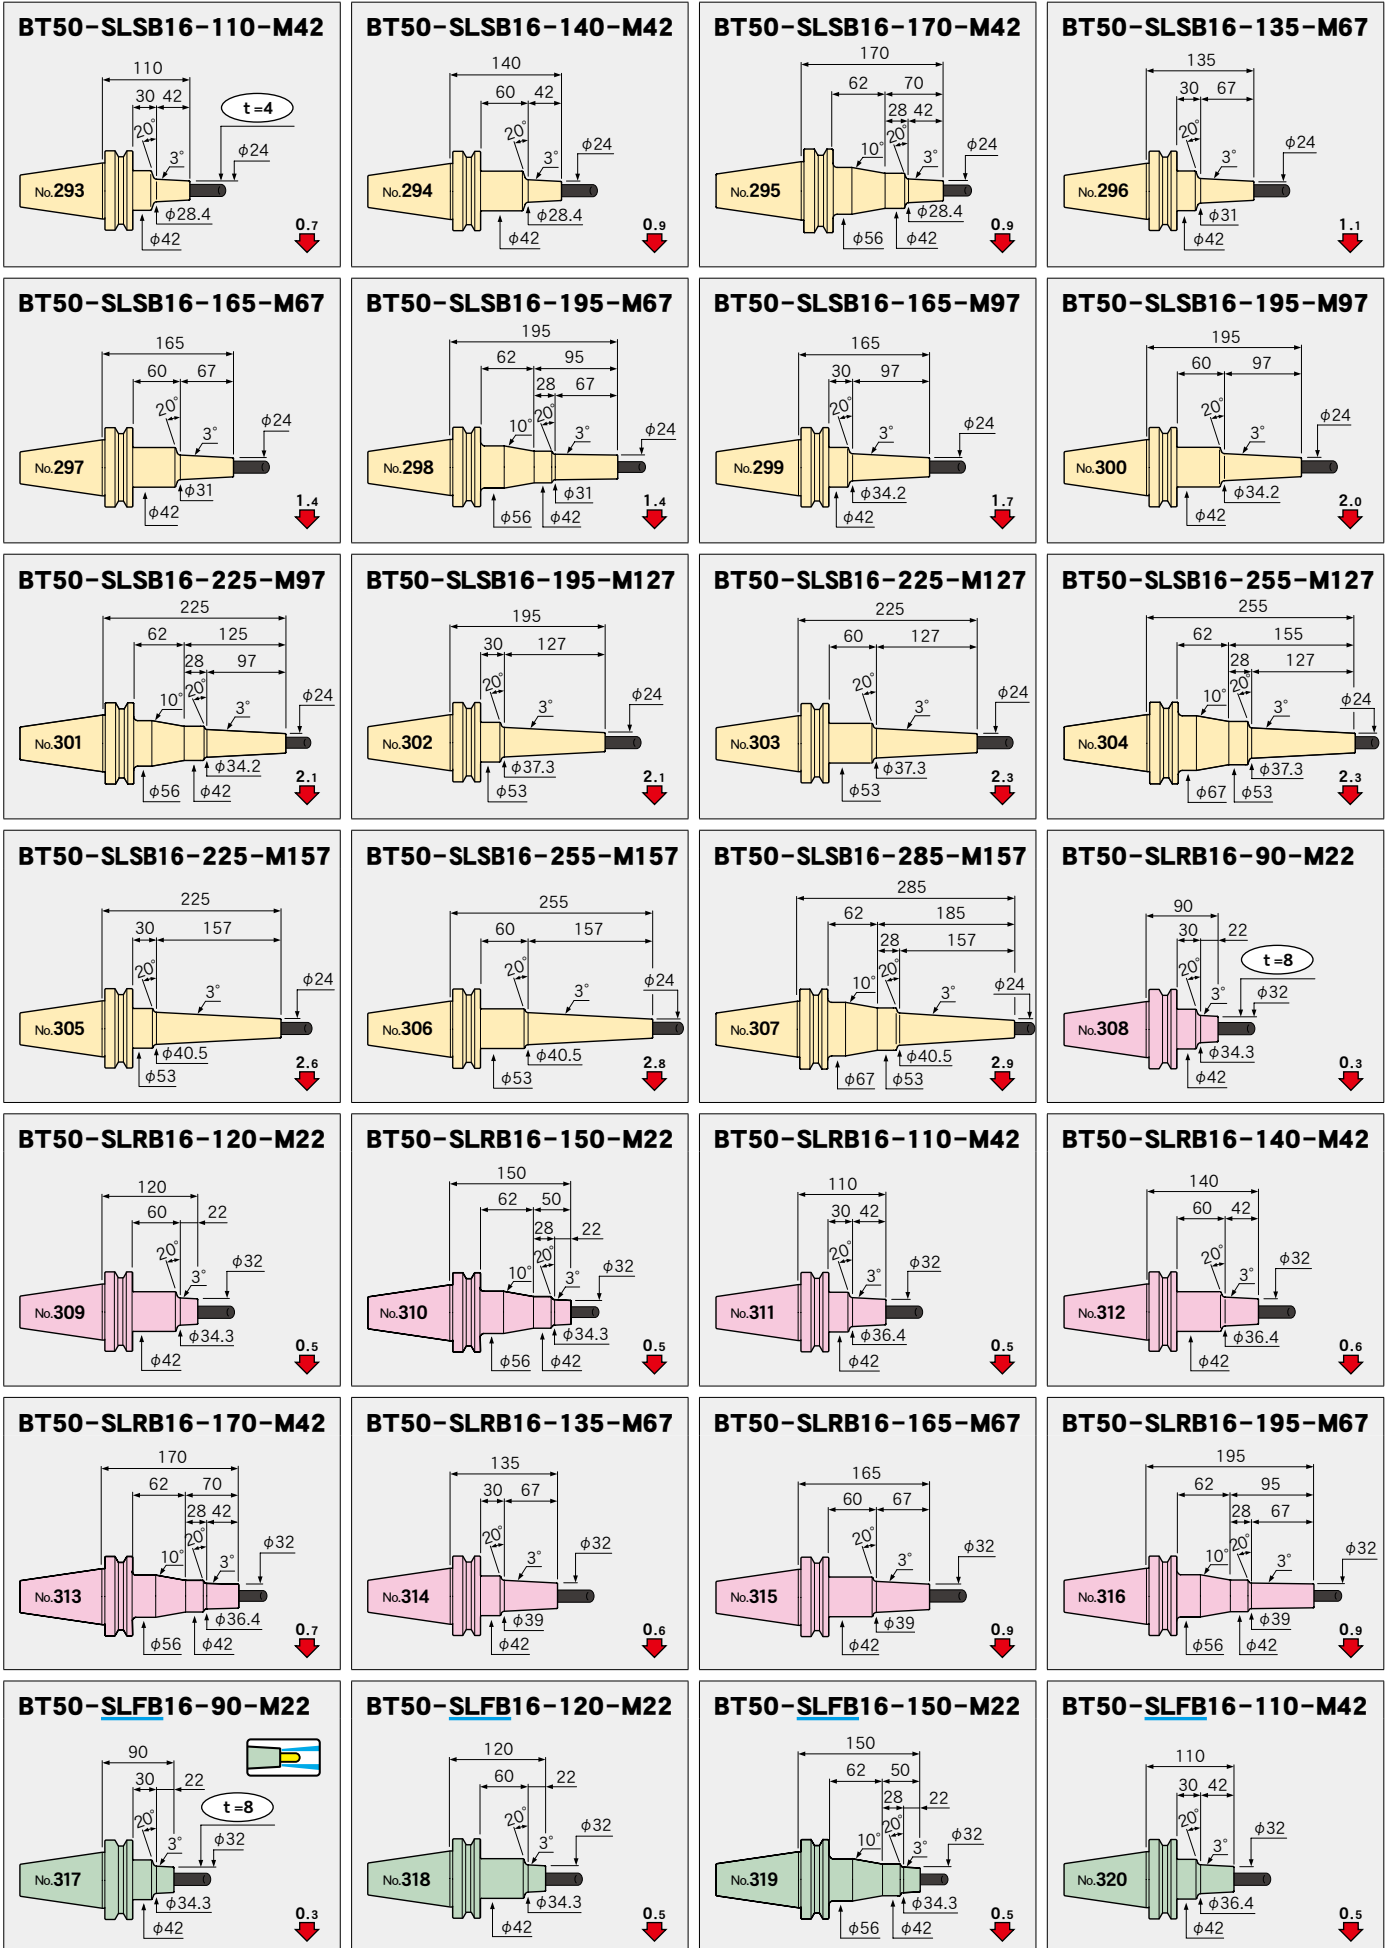 BT50-SLSB16-110-M42
110
30 42
t=4
20°
3°
φ24
No.293
φ28.4
φ42
0.7
BT50-SLSB16-140-M42
140
60 42
20°
3°
φ24
No.294
φ28.4
φ42
0.9
BT50-SLSB16-170-M42
170
62 70
28 42
20°
10°
3°
φ24
No.295
φ28.4
φ56 φ42
0.9
BT50-SLSB16-135-M67
135
30 67
20°
3°
φ24
No.296
φ31
φ42
1.1
BT50-SLSB16-165-M67
165
60 67
20°
3°
φ24
No.297
φ31
φ42
1.4
BT50-SLSB16-195-M67
195
62 95
28 67
20°
10°
3°
φ24
No.298
φ31
φ56 φ42
1.4
BT50-SLSB16-165-M97
165
30 97
20°
3°
φ24
No.299
φ34.2
φ42
1.7
BT50-SLSB16-195-M97
195
60 97
20°
3°
φ24
No.300
φ34.2
φ42
2.0
BT50-SLSB16-225-M97
225
62 125
28 97
20°
10°
3°
φ24
No.301
φ34.2
φ56 φ42
2.1
BT50-SLSB16-195-M127
195
30 127
20°
3°
φ24
No.302
φ37.3
φ53
2.1
BT50-SLSB16-225-M127
225
60 127
20°
3°
φ24
No.303
φ37.3
φ53
2.3
BT50-SLSB16-255-M127
255
62 155
28 127
20°
10°
3°
φ24
No.304
φ37.3
φ67 φ53
2.3
BT50-SLSB16-225-M157
225
30 157
20°
3°
φ24
No.305
φ40.5
φ53
2.6
BT50-SLSB16-255-M157
255
60 157
20°
3°
φ24
No.306
φ40.5
φ53
2.8
BT50-SLSB16-285-M157
285
62 185
28 157
20°
10°
3°
φ24
No.307
φ40.5
φ67 φ53
2.9
BT50-SLRB16-90-M22
90
30 22
t=8
20°
3°
φ32
No.308
φ34.3
φ42
0.3
BT50-SLRB16-120-M22
120
60 22
20°
3°
φ32
No.309
φ34.3
φ42
0.5
BT50-SLRB16-150-M22
150
62 50
28 22
20°
10°
3°
φ32
No.310
φ34.3
φ56 φ42
0.5
BT50-SLRB16-110-M42
110
30 42
20°
3°
φ32
No.311
φ36.4
φ42
0.5
BT50-SLRB16-140-M42
140
60 42
20°
3°
φ32
No.312
φ36.4
φ42
0.6
BT50-SLRB16-170-M42
170
62 70
28 42
20°
10°
3°
φ32
No.313
φ36.4
φ56 φ42
0.7
BT50-SLRB16-135-M67
135
30 67
20°
3°
φ32
No.314
φ39
φ42
0.6
BT50-SLRB16-165-M67
165
60 67
20°
3°
φ32
No.315
φ39
φ42
0.9
BT50-SLRB16-195-M67
195
62 95
28 67
20°
10°
3°
φ32
No.316
φ39
φ56 φ42
0.9
BT50-SLFB16-90-M22
90
30 22
t=8
20°
3°
φ32
No.317
φ34.3
φ42
0.3
BT50-SLFB16-120-M22
120
60 22
20°
3°
φ32
No.318
φ34.3
φ42
0.5
BT50-SLFB16-150-M22
150
62 50
28 22
20°
10°
3°
φ32
No.319
φ34.3
φ56 φ42
0.5
BT50-SLFB16-110-M42
110
30 42
20°
3°
φ32
No.320
φ36.4
φ42
0.5